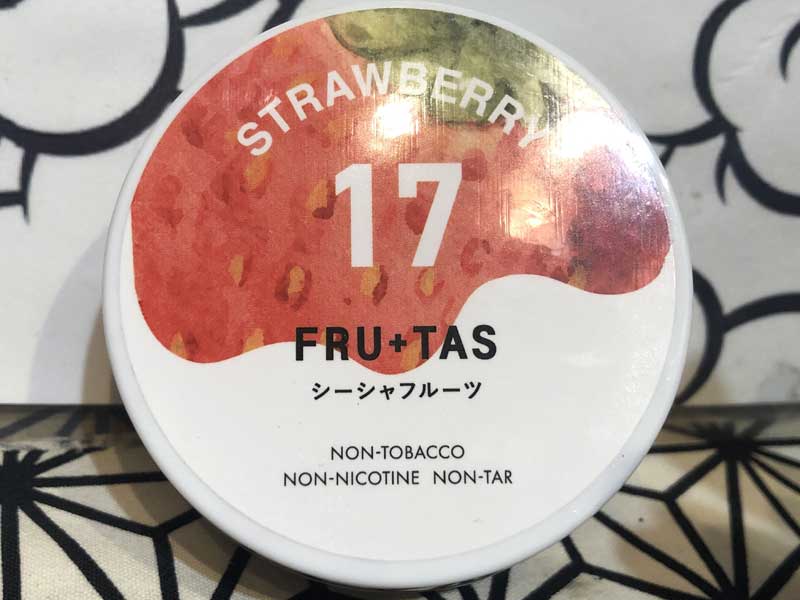 STRAWBERRY
17
FRU+TAS
シーシャフルーツ
NON-TOBACCO
NON-NICOTINE NON-TAR